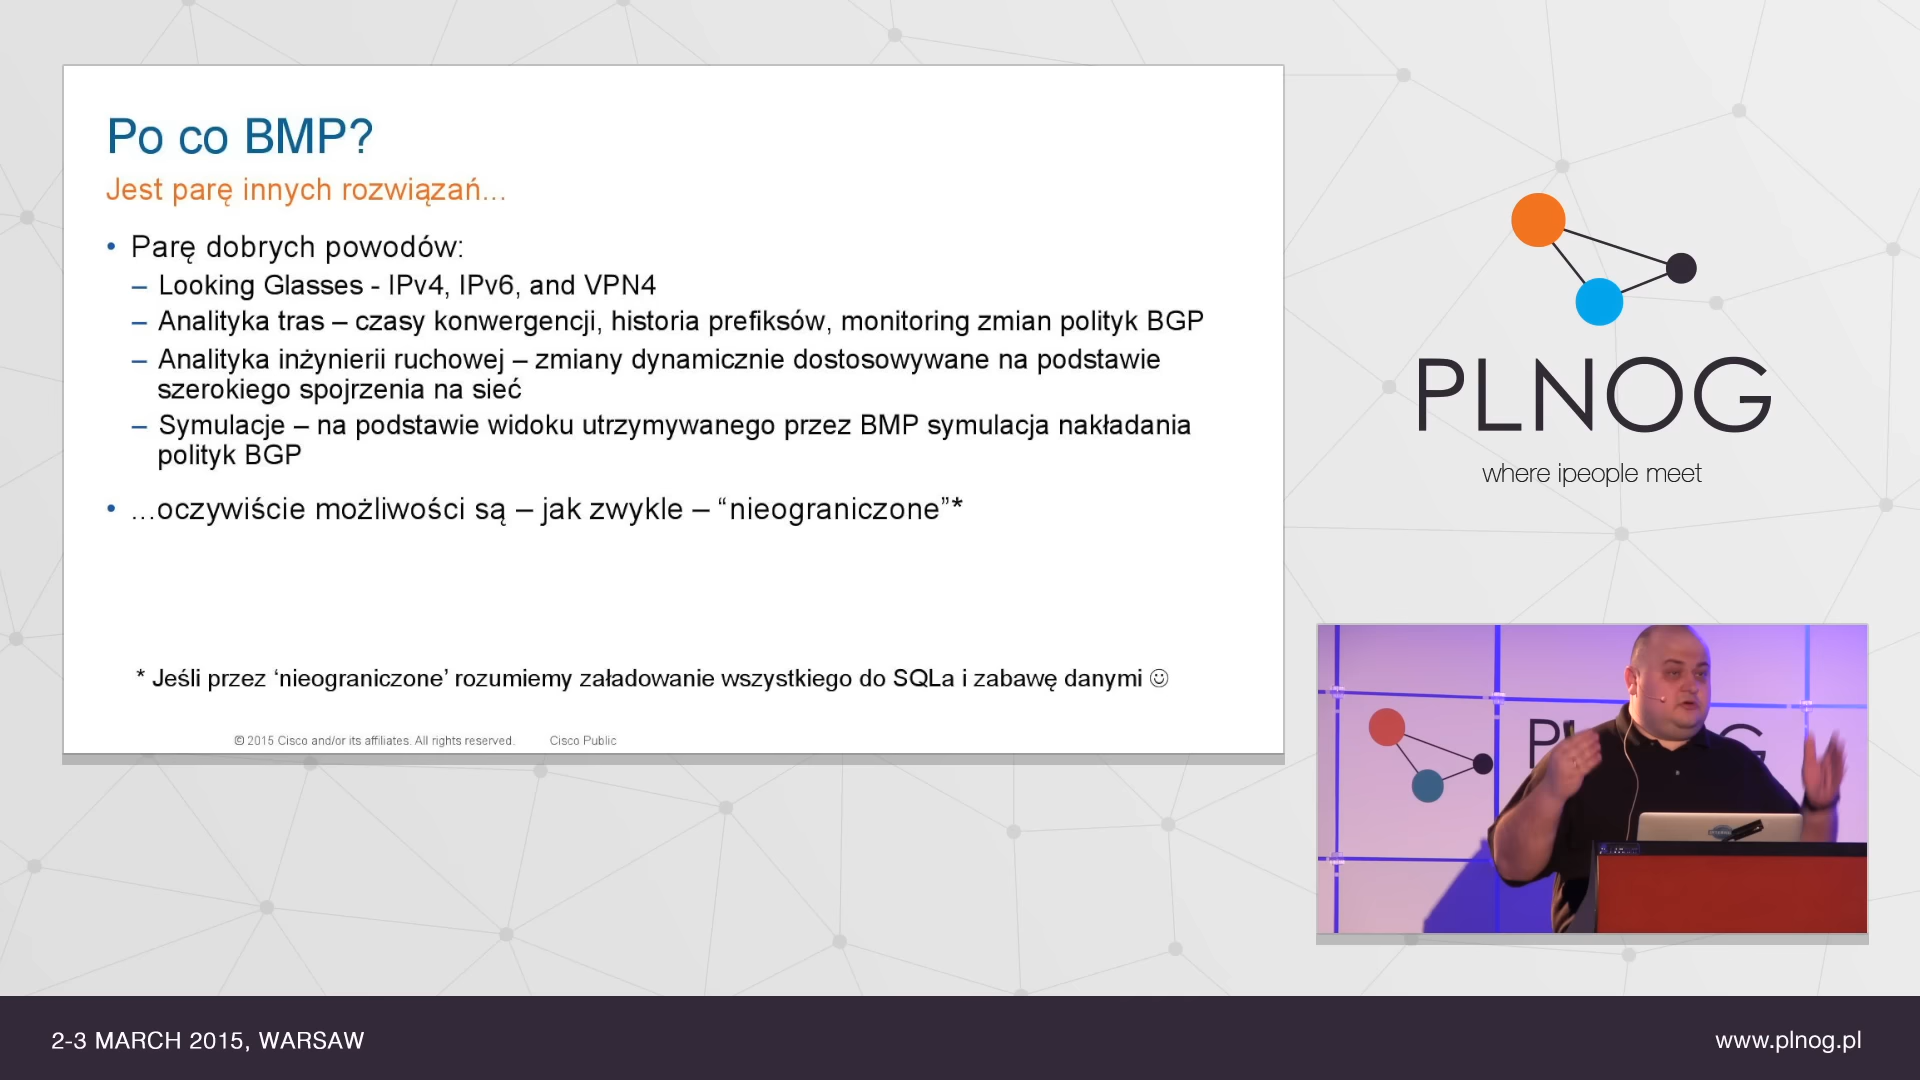 Po co BMP?
Jest parę innych rozwiązań...
• Parę dobrych powodów:
– Looking Glasses - IPv4, IPv6, and VPN4
– Analityka tras – czasy konwergencji, historia prefiksów, monitoring zmian polityk BGP
– Analityka inżynierii ruchowej – zmiany dynamicznie dostosowywane na podstawie
szerokiego spojrzenia na sieć
– Symulacje – na podstawie widoku utrzymywanego przez BMP symulacja nakładania
polityk BGP
• ...oczywiście możliwości są – jak zwykle – “nieograniczone”*
* Jeśli przez ‘nieograniczone’ rozumiemy załadowanie wszystkiego do SQLa i zabawę danymi ☺
© 2015 Cisco and/or its affiliates. All rights reserved. Cisco Public
PLNOG
where ipeople meet
P G
2-3 MARCH 2015, WARSAW
www.plnog.pl